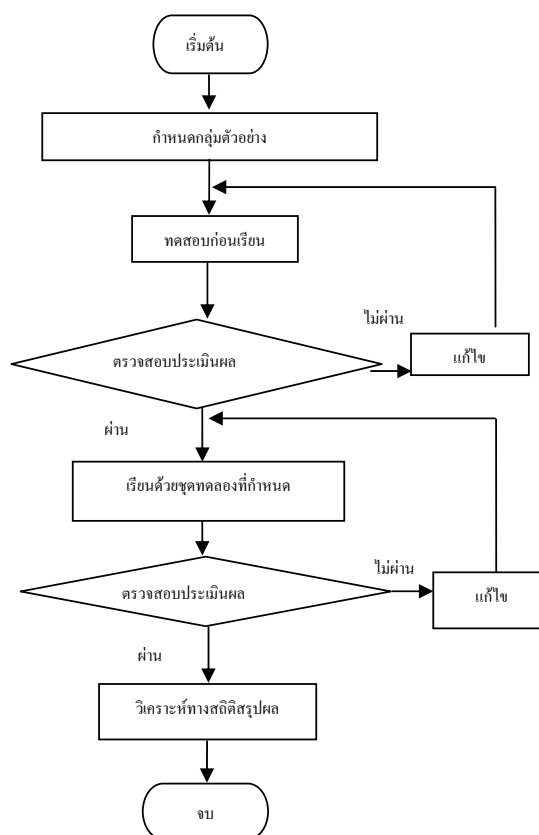 เริ่มต้น
กำหนดกลุ่มตัวอย่าง
ทดสอบก่อนเรียน
ไม่ผ่าน
ตรวจสอบประเมินผล
แก้ไข
ผ่าน
เรียนด้วยชุดทดลองที่กำหนด
ไม่ผ่าน
ตรวจสอบประเมินผล
แก้ไข
ผ่าน
วิเคราะห์ทางสถิติสรุปผล
จบ